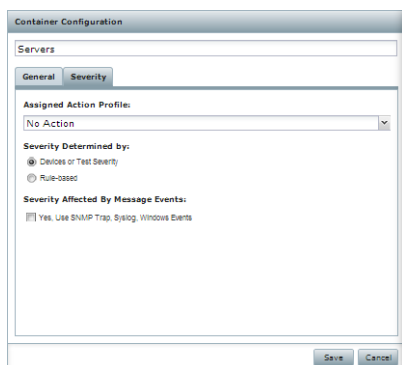 Container Configuration
Servers
General Severity
Assigned Action Profile:
No Action
Severity Determined by:
Devices or Test Severity
Rule-based
Severity Affected By Message Events:
Yes, Use SNMP Trap, Syslog, Windows Events
Save Cancel